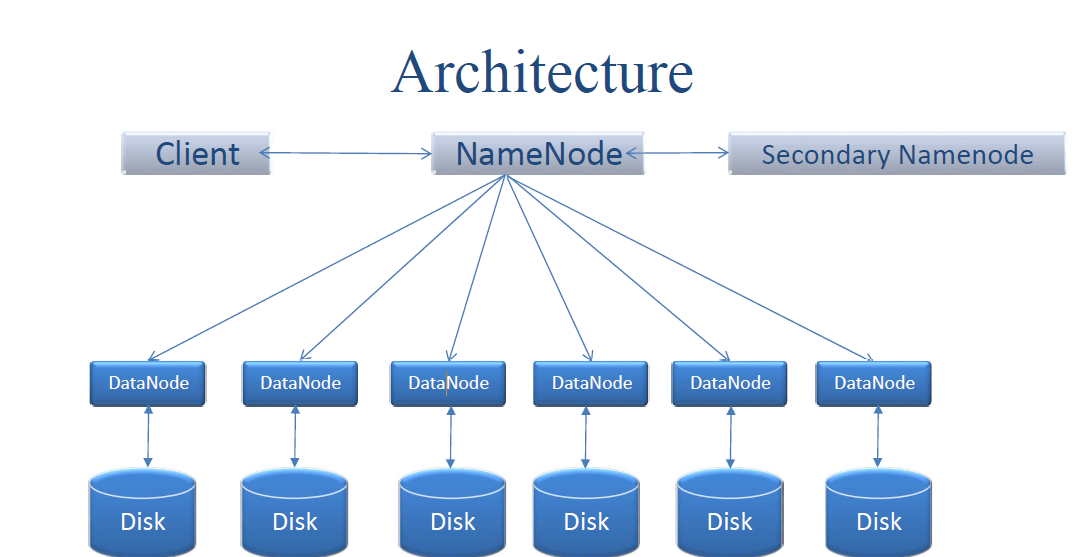 Architecture
Client
NameNode
Secondary Namenode
DataNode
DataNode
DataNode
DataNode
DataNode
DataNode
Disk
Disk
Disk
Disk
Disk
Disk